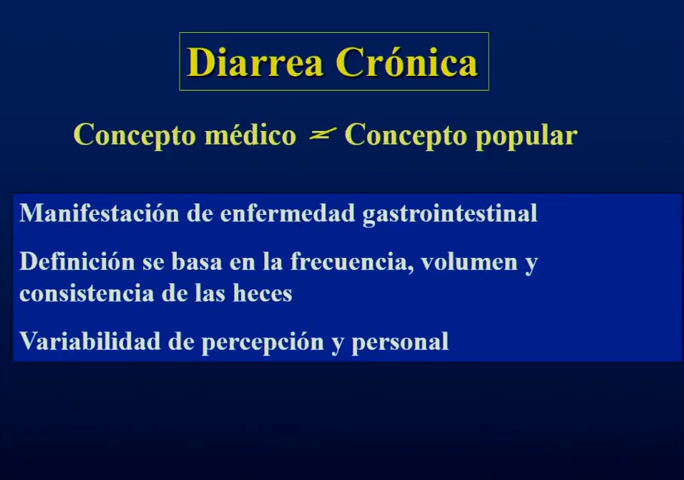 Diarrea Crónica
Concepto médico ≠ Concepto popular
Manifestación de enfermedad gastrointestinal
Definición se basa en la frecuencia, volumen y
consistencia de las heces
Variabilidad de percepción y personal